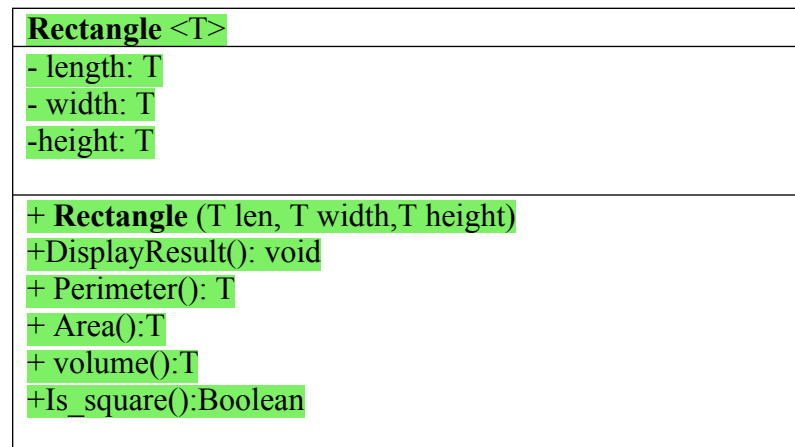 Rectangle <T>
- length: T
- width: T
-height: T
+ Rectangle (T len, T width,T height)
+DisplayResult(): void
+ Perimeter(): T
+ Area():T
+ volume():T
+Is_square():Boolean